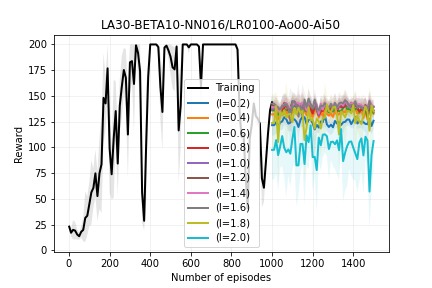 LA30-BETA10-NN016/LR0100-Ao00-Ai50
Reward
200
175
150
125
100
75
50
25
0
Training
(l=0.2)
(l=0.4)
(l=0.6)
(l=0.8)
(l=1.0)
(l=1.2)
(l=1.4)
(l=1.6)
(l=1.8)
(l=2.0)
0 200 400 600 800 1000 1200 1400
Number of episodes